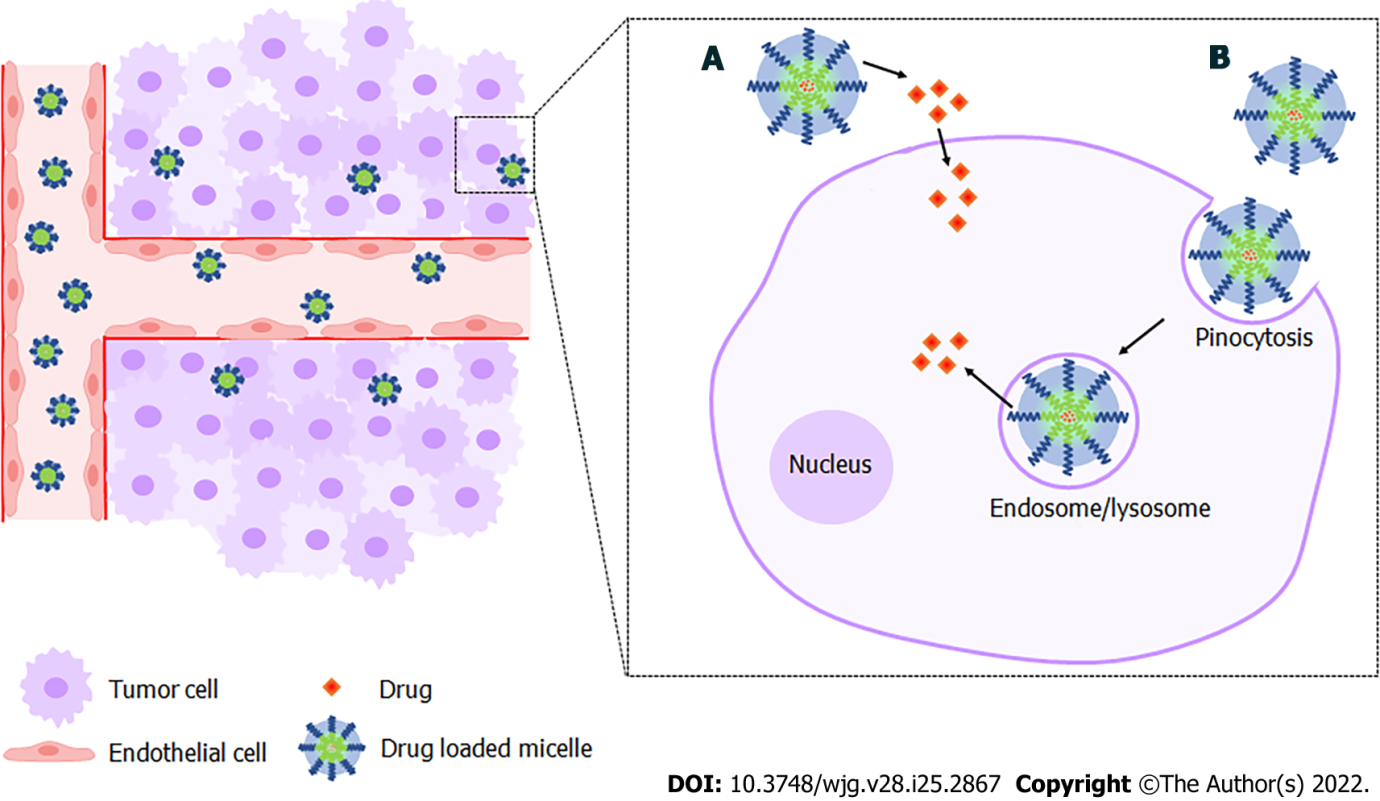 A
B
Pinocytosis
Nucleus
Endosome/lysosome
Tumor cell
Drug
Endothelial cell
Drug loaded micelle
DOI: 10.3748/wjg.v28.i25.2867 Copyright ©The Author(s) 2022.